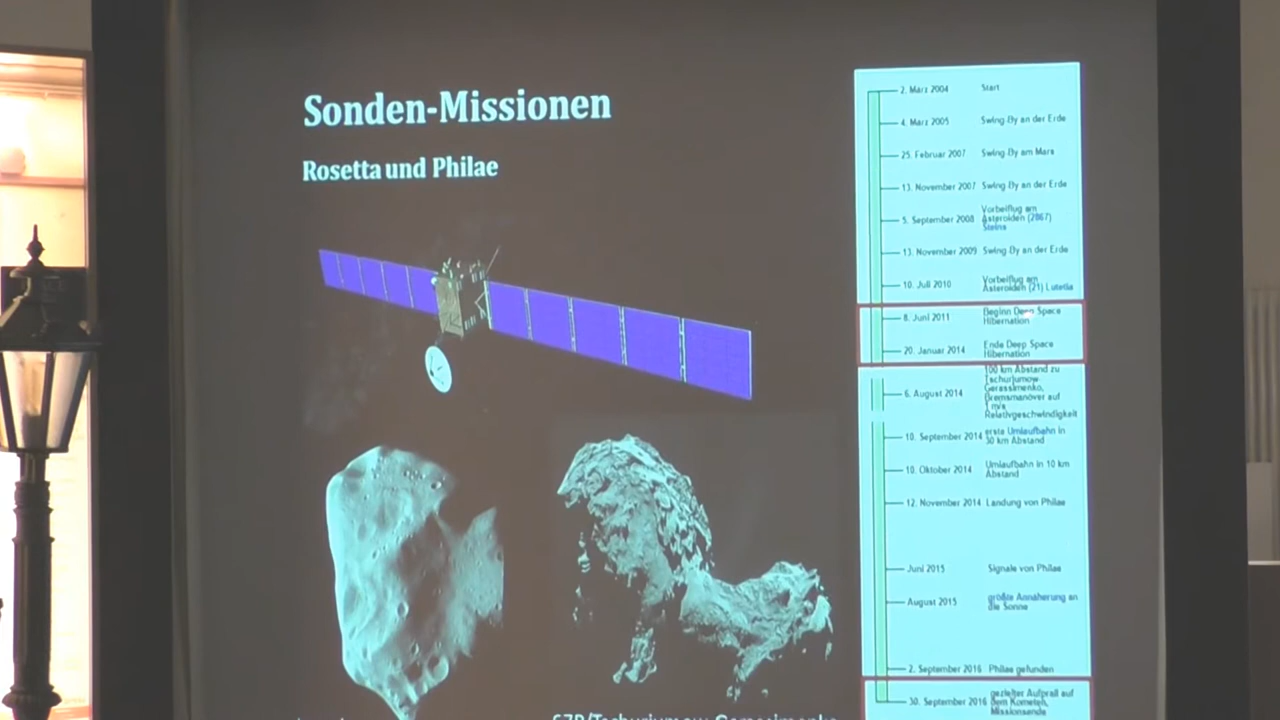 Sonden-Missionen
Rosetta und Philae
2. März 2004 Start
4. März 2005 Swing-By an der Erde
25. Februar 2007 Swing By am Mars
13. November 2007 Swing By an der Erde
5. September 2008 Vorbeiflug am
Asteroiden (2867)
Steins
13. November 2009 Swing By an der Erde
10. Juli 2010 Vorbeiflug am
Asteroiden (21) Lutetia
8. Juni 2011 Beginn Deep Space
Hibernation
20. Januar 2014 Ende Deep Space
Hibernation
6. August 2014 100 km Abstand zu
Tschurjumow-
Gerassimenko,
Bremsmanöver auf
1 m/s
Relativgeschwindigkeit
10. September 2014 erste Umlaufbahn in
30 km Abstand
10. Oktober 2014 Umlaufbahn in 10 km
Abstand
12. November 2014 Landung von Philae
Juni 2015 Signale von Philae
August 2015 größte Annäherung an
die Sonne
2. September 2016 Philae gefunden
30. September 2016 gezielter Aufprall auf
dem Kometen,
Missionsende
67P/Tschurjumow-Gerassimenko